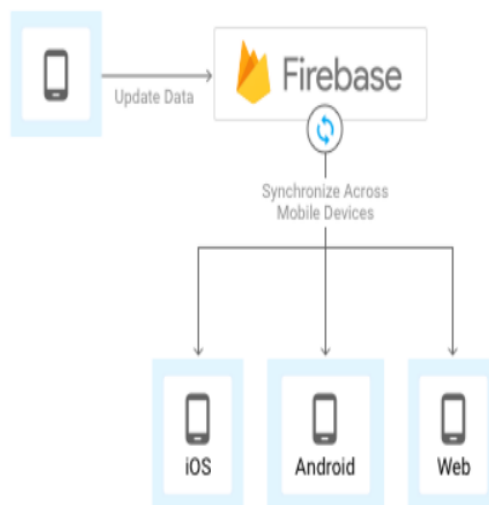 Firebase
Update Data
Synchronize Across
Mobile Devices
iOS
Android
Web